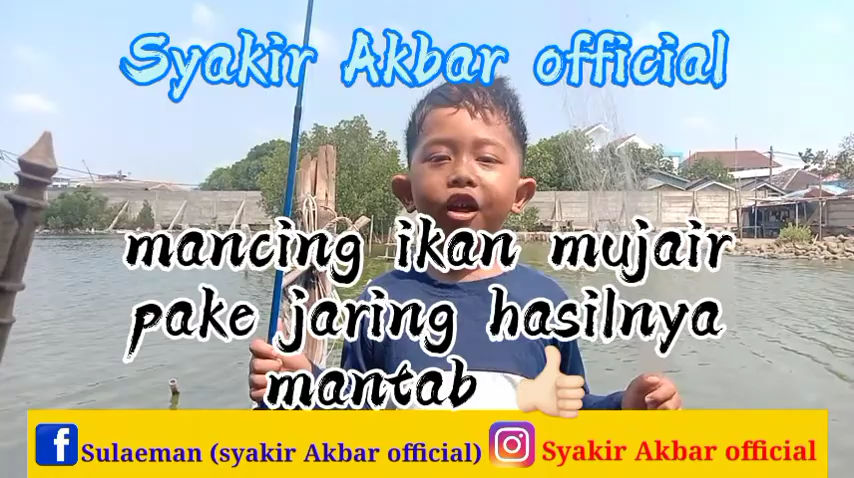 Syakir Akbar official
mancing ikan mujair
pake jaring hasilnya
mantab
Sulaeman (syakir Akbar official)
Syakir Akbar official